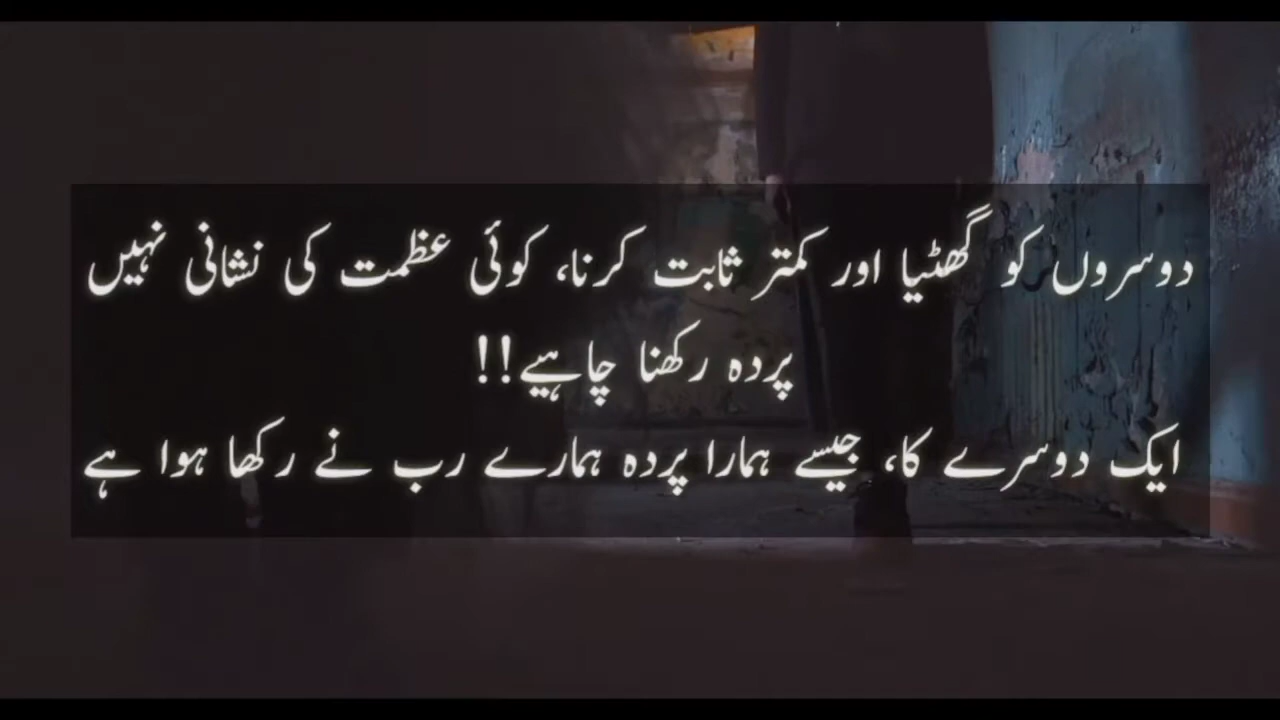 دوسروں کو گھٹیا اور کمتر ثابت کرنا، کوئی عظمت کی نشانی نہیں
پردہ رکھنا چاہیے!!
ایک دوسرے کا، جیسے ہمارا پردہ ہمارے رب نے رکھا ہوا ہے